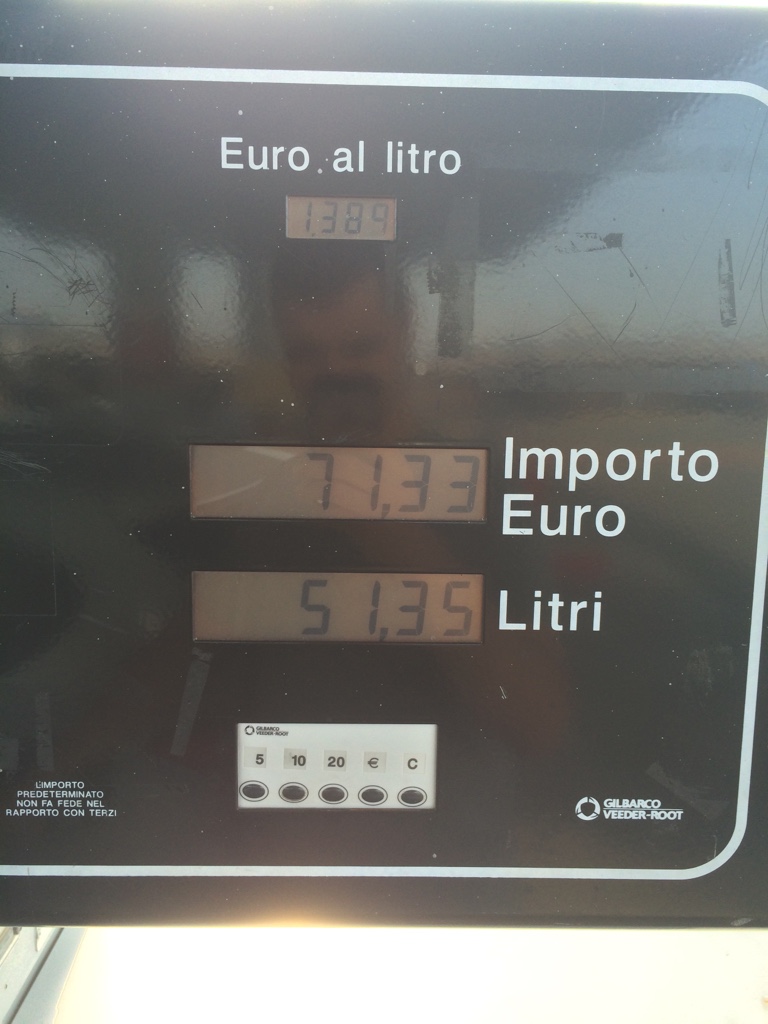 Euro al litro
1,389
71,33
Importo
Euro
51,35
Litri
GILBARCO
VEEDER-ROOT
5 10 20 € C
L'IMPORTO
PREDETERMINATO
NON FA FEDE NEL
RAPPORTO CON TERZI
GILBARCO
VEEDER-ROOT